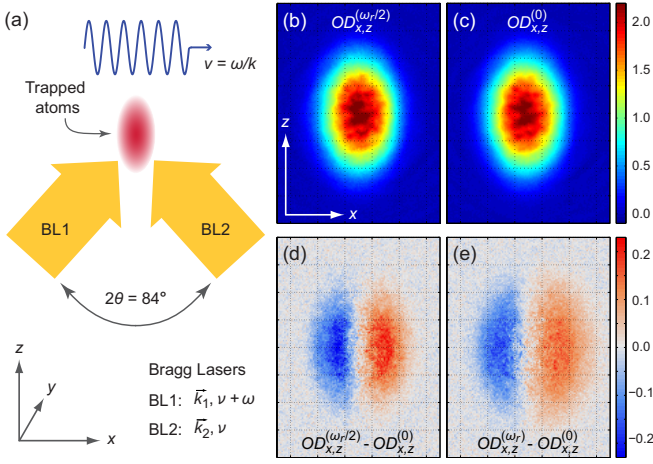 (a)
v = ω/k
Trapped
atoms
BL1
BL2
2θ = 84°
z
y
x
Bragg Lasers
BL1: k⃗₁, ν + ω
BL2: k⃗₂, ν
(b) OD_{x,z}^{(ω_r/2)}
z
x
(c) OD_{x,z}^{(0)}
2.0
1.5
1.0
0.5
0.0
(d)
OD_{x,z}^{(ω_r/2)} - OD_{x,z}^{(0)}
(e)
OD_{x,z}^{(ω_r)} - OD_{x,z}^{(0)}
0.2
0.1
0.0
−0.1
−0.2